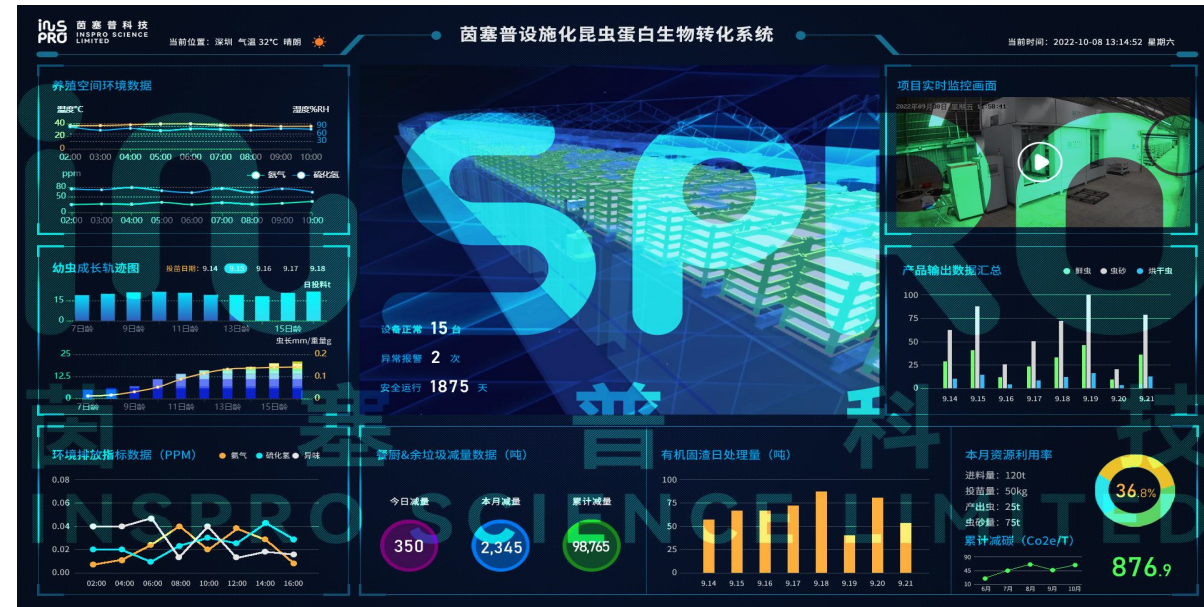 inS PRO 茵塞普科技
INSPRO SCIENCE LIMITED
当前位置：深圳 气温 32°C 晴朗
茵塞普设施化昆虫蛋白生物转化系统
当前时间：2022-10-08 13:14:52 星期六
养殖空间环境数据
温度°C 湿度%RH
40 90
20 60
30
0
02:00 03:00 04:00 05:00 06:00 07:00 08:00 09:00 10:00
ppm 氨气 硫化氢
80
50
0
02:00 03:00 04:00 05:00 06:00 07:00 08:00 09:00 10:00
幼虫成长轨迹图 投苗日期： 9.14 9.15 9.16 9.17 9.18
日投料t
15
0
7日龄 9日龄 11日龄 13日龄 15日龄
虫长mm/重量g
25 0.2
12.5 0.1
0 0
7日龄 9日龄 11日龄 13日龄 15日龄
设备正常 15 台
异常报警 2 次
安全运行 1875 天
项目实时监控画面
产品输出数据汇总 鲜虫 虫砂 烘干虫
100
75
50
25
0
9.14 9.15 9.16 9.17 9.18 9.19 9.20 9.21
环境排放指标数据（PPM） 氨气 硫化氢 异味
0.08
0.06
0.04
0.02
0.00
02:00 04:00 06:00 08:00 10:00 12:00 14:00 16:00
餐厨&余垃圾减量数据（吨）
今日减量 本月减量 累计减量
350 2,345 98,765
有机固渣日处理量（吨）
100
75
50
25
0
9.14 9.15 9.16 9.17 9.18 9.19 9.20 9.21
本月资源利用率
进料量：120t
投苗量：50kg
产出虫：25t
虫砂量：75t
36.8%
累计减碳（Co2e/T）
90
45
10
6月 7月 8月 9月 10月
876.9
inSPRO
茵塞普科技
INSPRO SCIENCE LIMITED